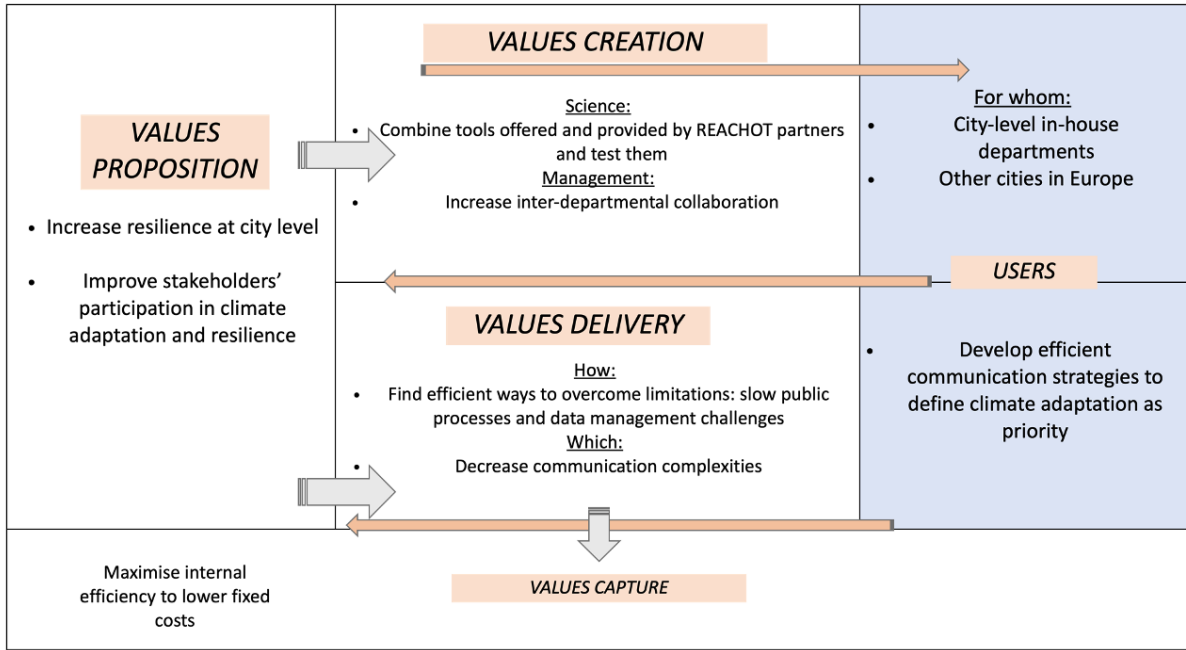 VALUES
PROPOSITION
• Increase resilience at city level
• Improve stakeholders’
participation in climate
adaptation and resilience
VALUES CREATION
Science:
• Combine tools offered and provided by REACHOT partners
and test them
Management:
• Increase inter-departmental collaboration
For whom:
• City-level in-house
departments
• Other cities in Europe
USERS
VALUES DELIVERY
How:
• Find efficient ways to overcome limitations: slow public
processes and data management challenges
Which:
• Decrease communication complexities
• Develop efficient
communication strategies to
define climate adaptation as
priority
Maximise internal
efficiency to lower fixed
costs
VALUES CAPTURE